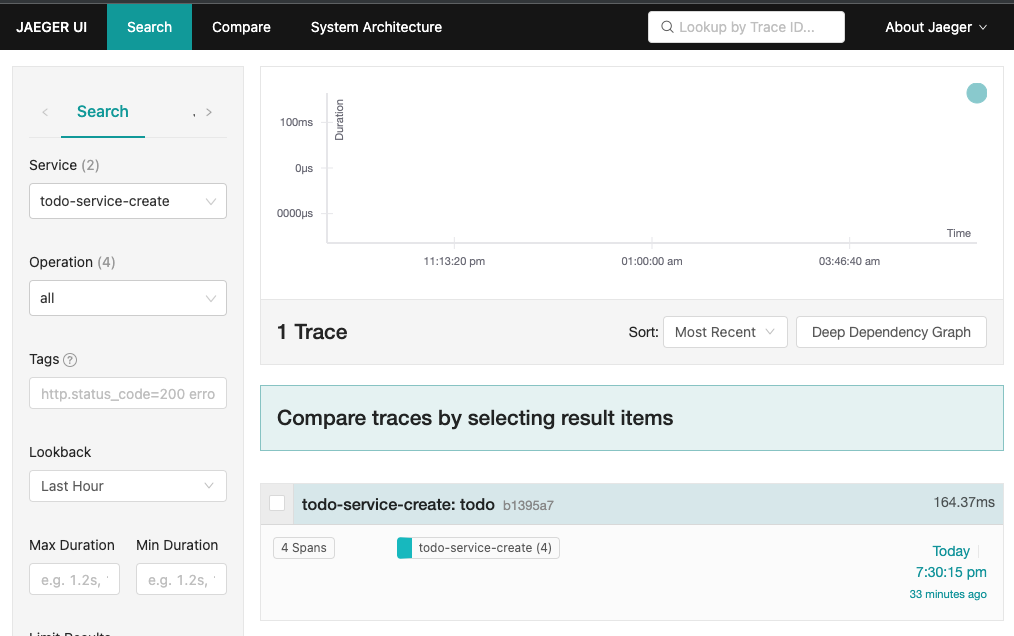 JAEGER UI Search Compare System Architecture Lookup by Trace ID... About Jaeger
Search
Service (2)
todo-service-create
Operation (4)
all
Tags ?
http.status_code=200 erro
Lookback
Last Hour
Max Duration Min Duration
e.g. 1.2s, e.g. 1.2s,
Limit Results
Duration
100ms
0μs
0000μs
Time
11:13:20 pm 01:00:00 am 03:46:40 am
1 Trace Sort: Most Recent Deep Dependency Graph
Compare traces by selecting result items
todo-service-create: todo b1395a7 164.37ms
4 Spans todo-service-create (4) Today
7:30:15 pm
33 minutes ago